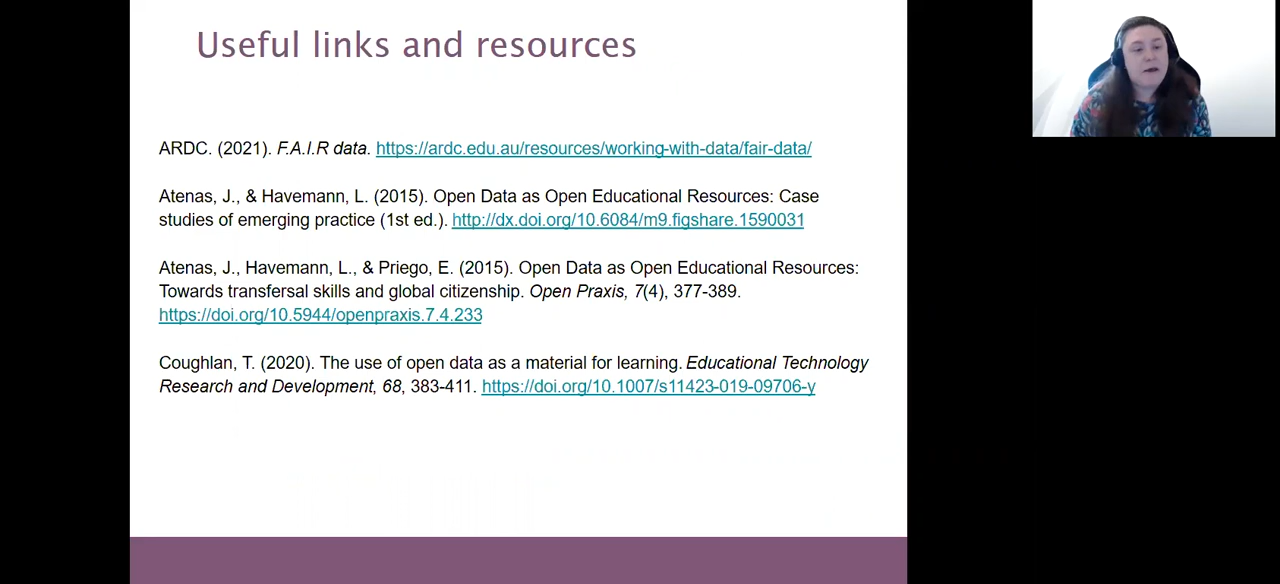 Useful links and resources
ARDC. (2021). F.A.I.R data. https://ardc.edu.au/resources/working-with-data/fair-data/
Atenas, J., & Havemann, L. (2015). Open Data as Open Educational Resources: Case
studies of emerging practice (1st ed.). http://dx.doi.org/10.6084/m9.figshare.1590031
Atenas, J., Havemann, L., & Priego, E. (2015). Open Data as Open Educational Resources:
Towards transfersal skills and global citizenship. Open Praxis, 7(4), 377-389.
https://doi.org/10.5944/openpraxis.7.4.233
Coughlan, T. (2020). The use of open data as a material for learning. Educational Technology
Research and Development, 68, 383-411. https://doi.org/10.1007/s11423-019-09706-y